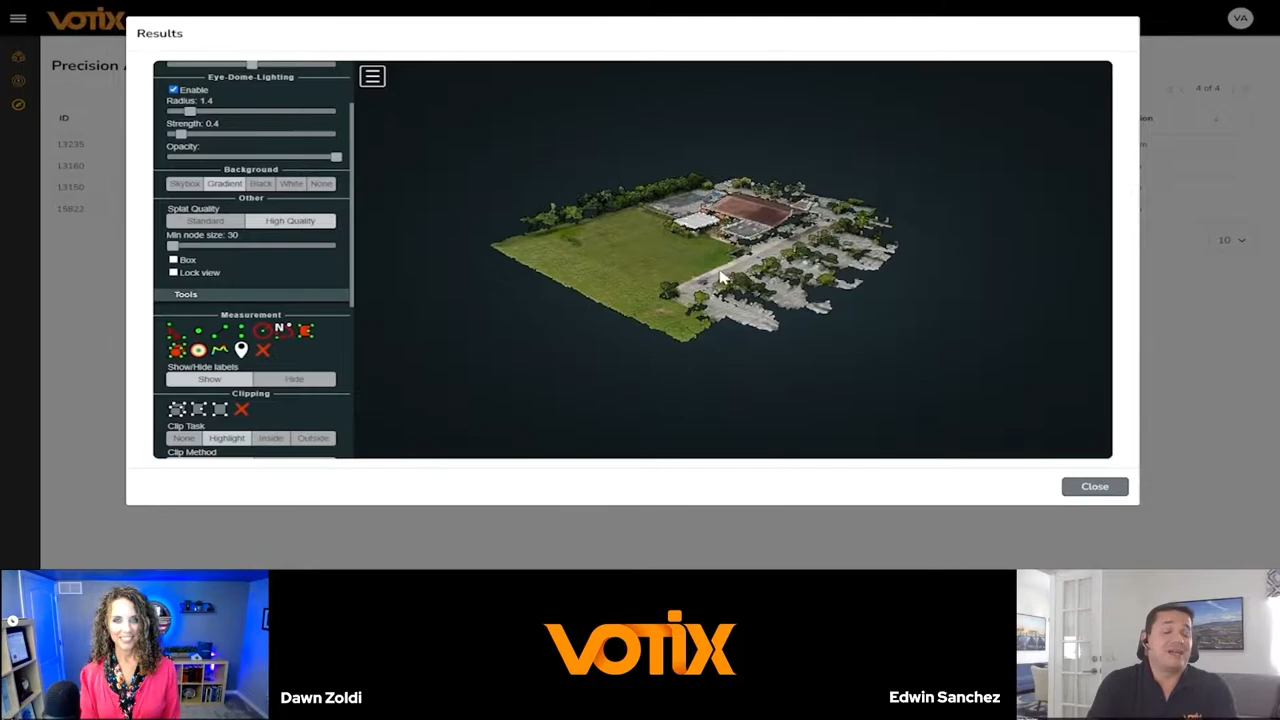 VOTIX
VA
Results
Precision A
4 of 4
ID
ion
13235
13160
13150
15822
10
Eye-Dome-Lighting
Enable
Radius: 1.4
Strength: 0.4
Opacity:
Background
Skybox Gradient Black White None
Other
Splat Quality
Standard High Quality
Min node size: 30
Box
Lock view
Tools
Measurement
N
Show/Hide labels
Show Hide
Clipping
Clip Task
None Highlight Inside Outside
Clip Method
Close
VOTIX
Dawn Zoldi
Edwin Sanchez